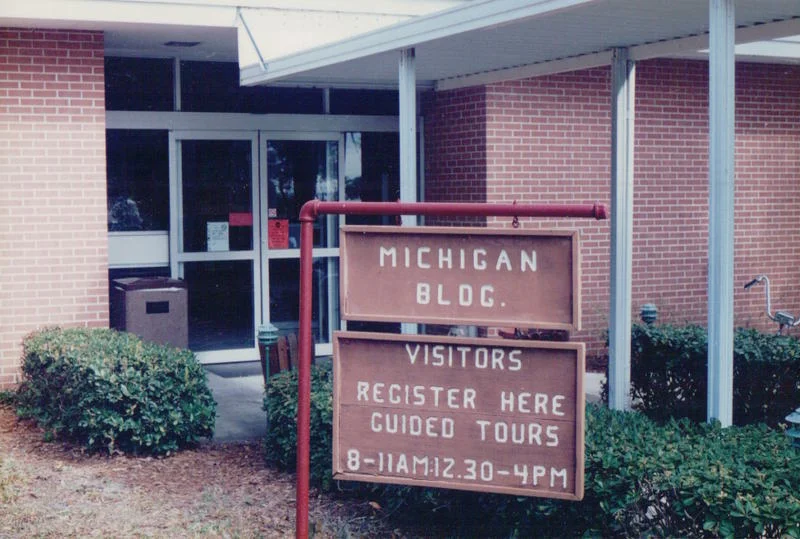 MICHIGAN
BLDG.
VISITORS
REGISTER HERE
GUIDED TOURS
8-11AM:12.30-4PM